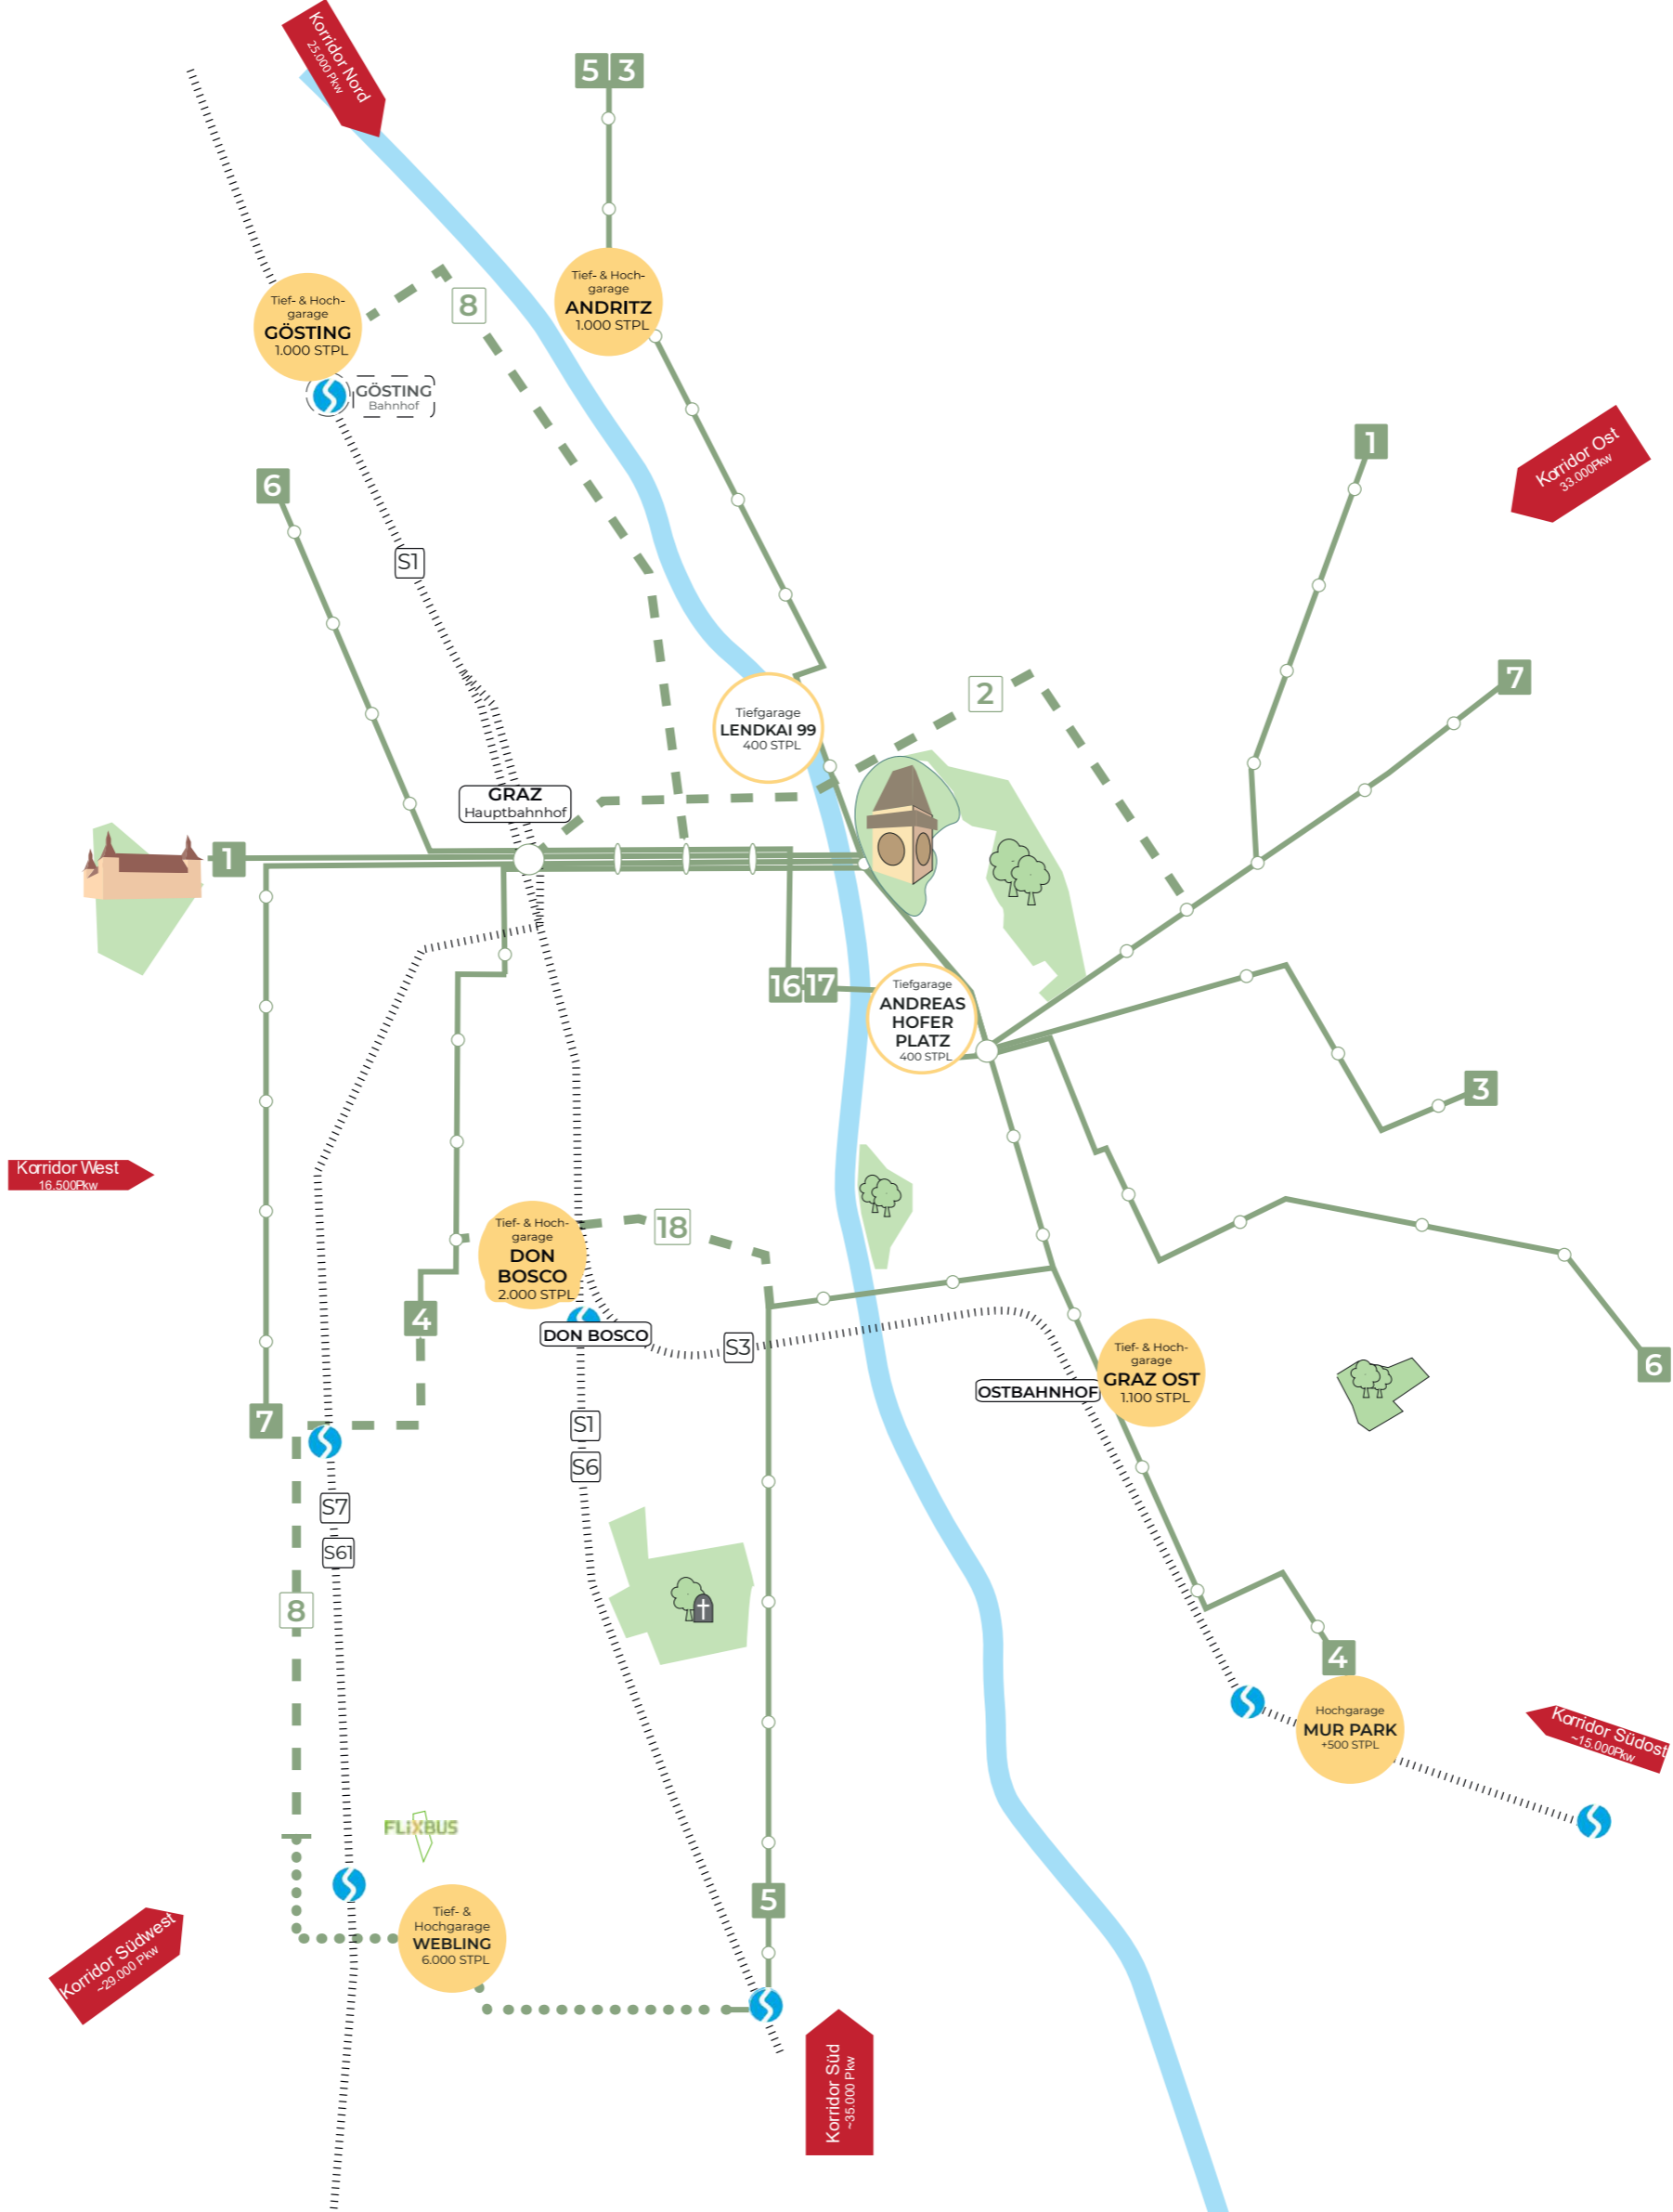 Korridor Nord
25.000 Pkw
5 3
Tief- & Hoch-
garage
GÖSTING
1.000 STPL
8
Tief- & Hoch-
garage
ANDRITZ
1.000 STPL
GÖSTING
Bahnhof
1
Korridor Ost
33.000Pkw
6
S1
7
2
Tiefgarage
LENDKAI 99
400 STPL
GRAZ
Hauptbahnhof
1
16 17
Tiefgarage
ANDREAS
HOFER
PLATZ
400 STPL
3
Korridor West
16.500Pkw
Tief- & Hoch-
garage
DON
BOSCO
2.000 STPL
18
4
DON BOSCO
S3
Tief- & Hoch-
garage
GRAZ OST
1.100 STPL
OSTBAHNHOF
6
7
S1
S6
S7
S61
8
4
Hochgarage
MUR PARK
+500 STPL
Korridor Südost
~15.000Pkw
FLiXBUS
5
Tief- &
Hochgarage
WEBLING
6.000 STPL
Korridor Südwest
~29.000 Pkw
Korridor Süd
~35.000 Pkw